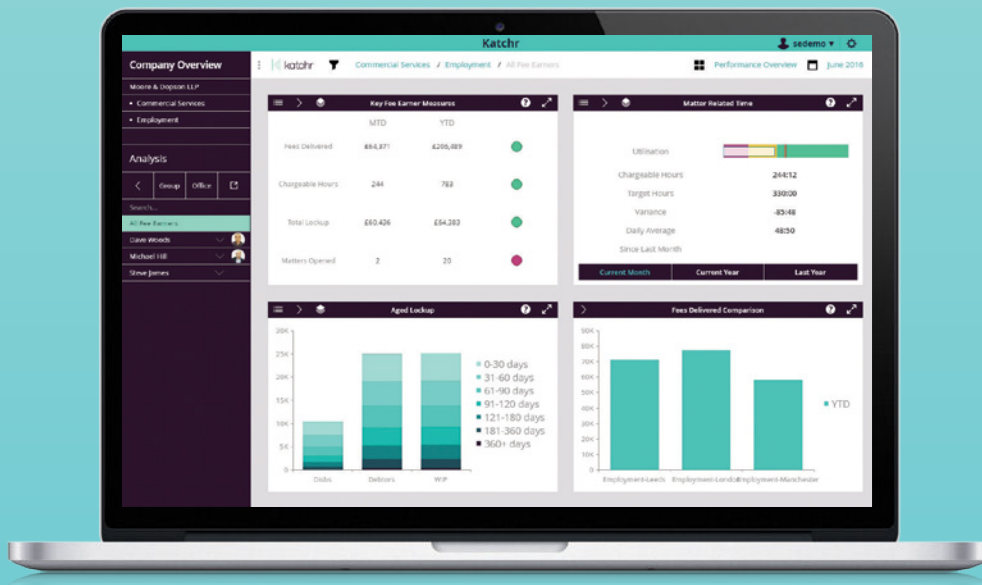 Katchr
sedemo
Company Overview
katchr
Commercial Services / Employment / All Fee Earners
Performance Overview
June 2016
Moore & Dopson LLP
• Commercial Services
• Employment
Analysis
Group
Office
Search...
All Fee Earners
Dave Woods
Michael Hill
Steve James
Key Fee Earner Measures
MTD YTD
Fees Delivered £64,371 £206,489
Chargeable Hours 244 783
Total Lockup £60,426
Matters Opened 2 20
Matter Related Time
Utilisation
Chargeable Hours 244:12
Target Hours 330:00
Variance -85:48
Daily Average 48:50
Since Last Month
Current Month Current Year Last Year
Aged Lockup
30K
25K
20K
15K
10K
5K
0
Disbs Debtors WIP
0-30 days
31-60 days
61-90 days
91-120 days
121-180 days
181-360 days
360+ days
Fees Delivered Comparison
90K
80K
70K
60K
50K
40K
30K
20K
10K
0
Employment-Leeds Employment-London Employment-Manchester
YTD